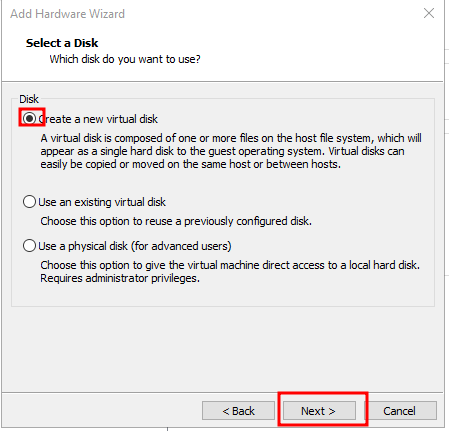 Add Hardware Wizard
Select a Disk
Which disk do you want to use?
Disk
Create a new virtual disk
A virtual disk is composed of one or more files on the host file system, which will
appear as a single hard disk to the guest operating system. Virtual disks can
easily be copied or moved on the same host or between hosts.
Use an existing virtual disk
Choose this option to reuse a previously configured disk.
Use a physical disk (for advanced users)
Choose this option to give the virtual machine direct access to a local hard disk.
Requires administrator privileges.
< Back Next > Cancel